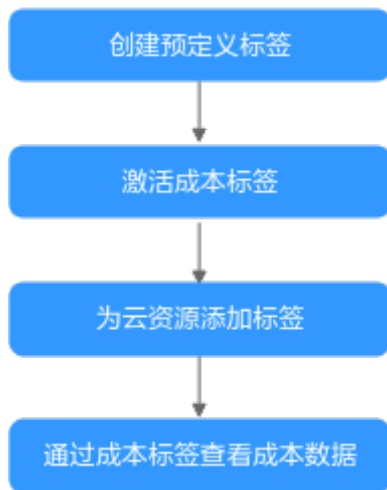 创建预定义标签
激活成本标签
为云资源添加标签
通过成本标签查看成本数据